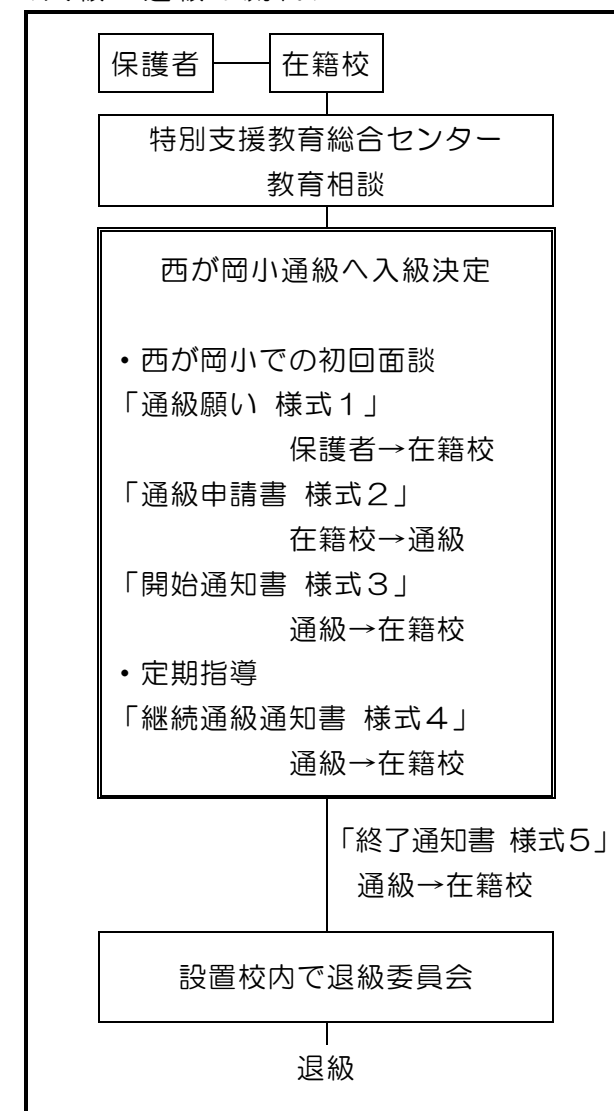 保護者 在籍校
特別支援教育総合センター
教育相談
西が岡小通級へ入級決定
・西が岡小での初回面談
「通級願い 様式１」
保護者→在籍校
「通級申請書 様式２」
在籍校→通級
「開始通知書 様式３」
通級→在籍校
・定期指導
「継続通級通知書 様式４」
通級→在籍校
「終了通知書 様式５」
通級→在籍校
設置校内で退級委員会
退級